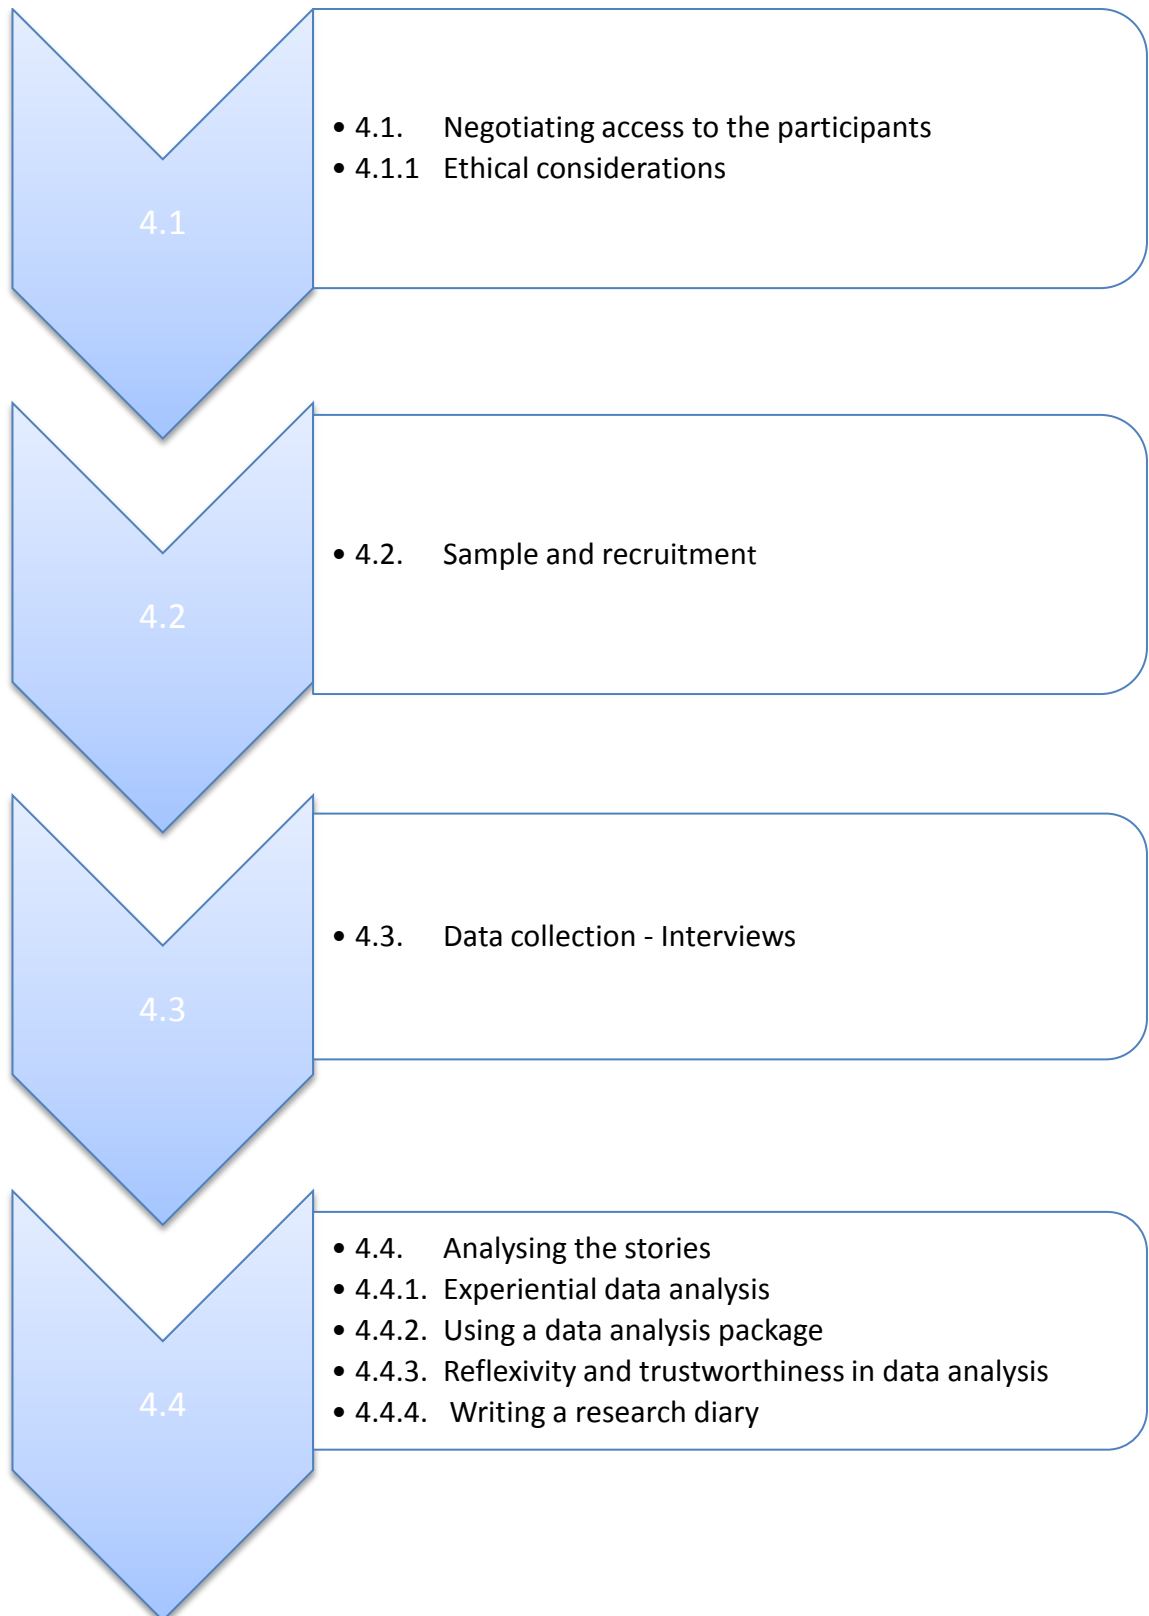 4.1
• 4.1. Negotiating access to the participants
• 4.1.1 Ethical considerations
4.2
• 4.2. Sample and recruitment
4.3
• 4.3. Data collection - Interviews
4.4
• 4.4. Analysing the stories
• 4.4.1. Experiential data analysis
• 4.4.2. Using a data analysis package
• 4.4.3. Reflexivity and trustworthiness in data analysis
• 4.4.4. Writing a research diary